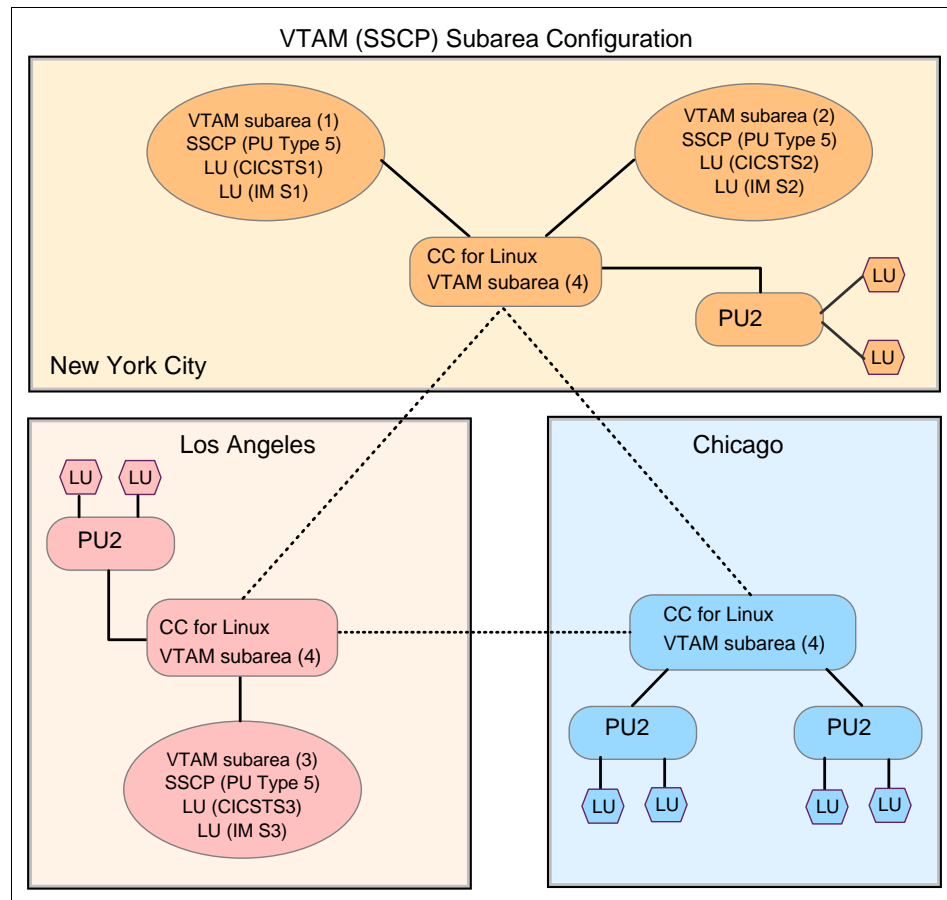 VTAM (SSCP) Subarea Configuration
VTAM subarea (1)
SSCP (PU Type 5)
LU (CICSTS1)
LU (IM S1)
VTAM subarea (2)
SSCP (PU Type 5)
LU (CICSTS2)
LU (IM S2)
CC for Linux
VTAM subarea (4)
LU
PU2
LU
New York City
Los Angeles
LU
LU
PU2
CC for Linux
VTAM subarea (4)
VTAM subarea (3)
SSCP (PU Type 5)
LU (CICSTS3)
LU (IM S3)
Chicago
CC for Linux
VTAM subarea (4)
PU2
PU2
LU
LU
LU
LU